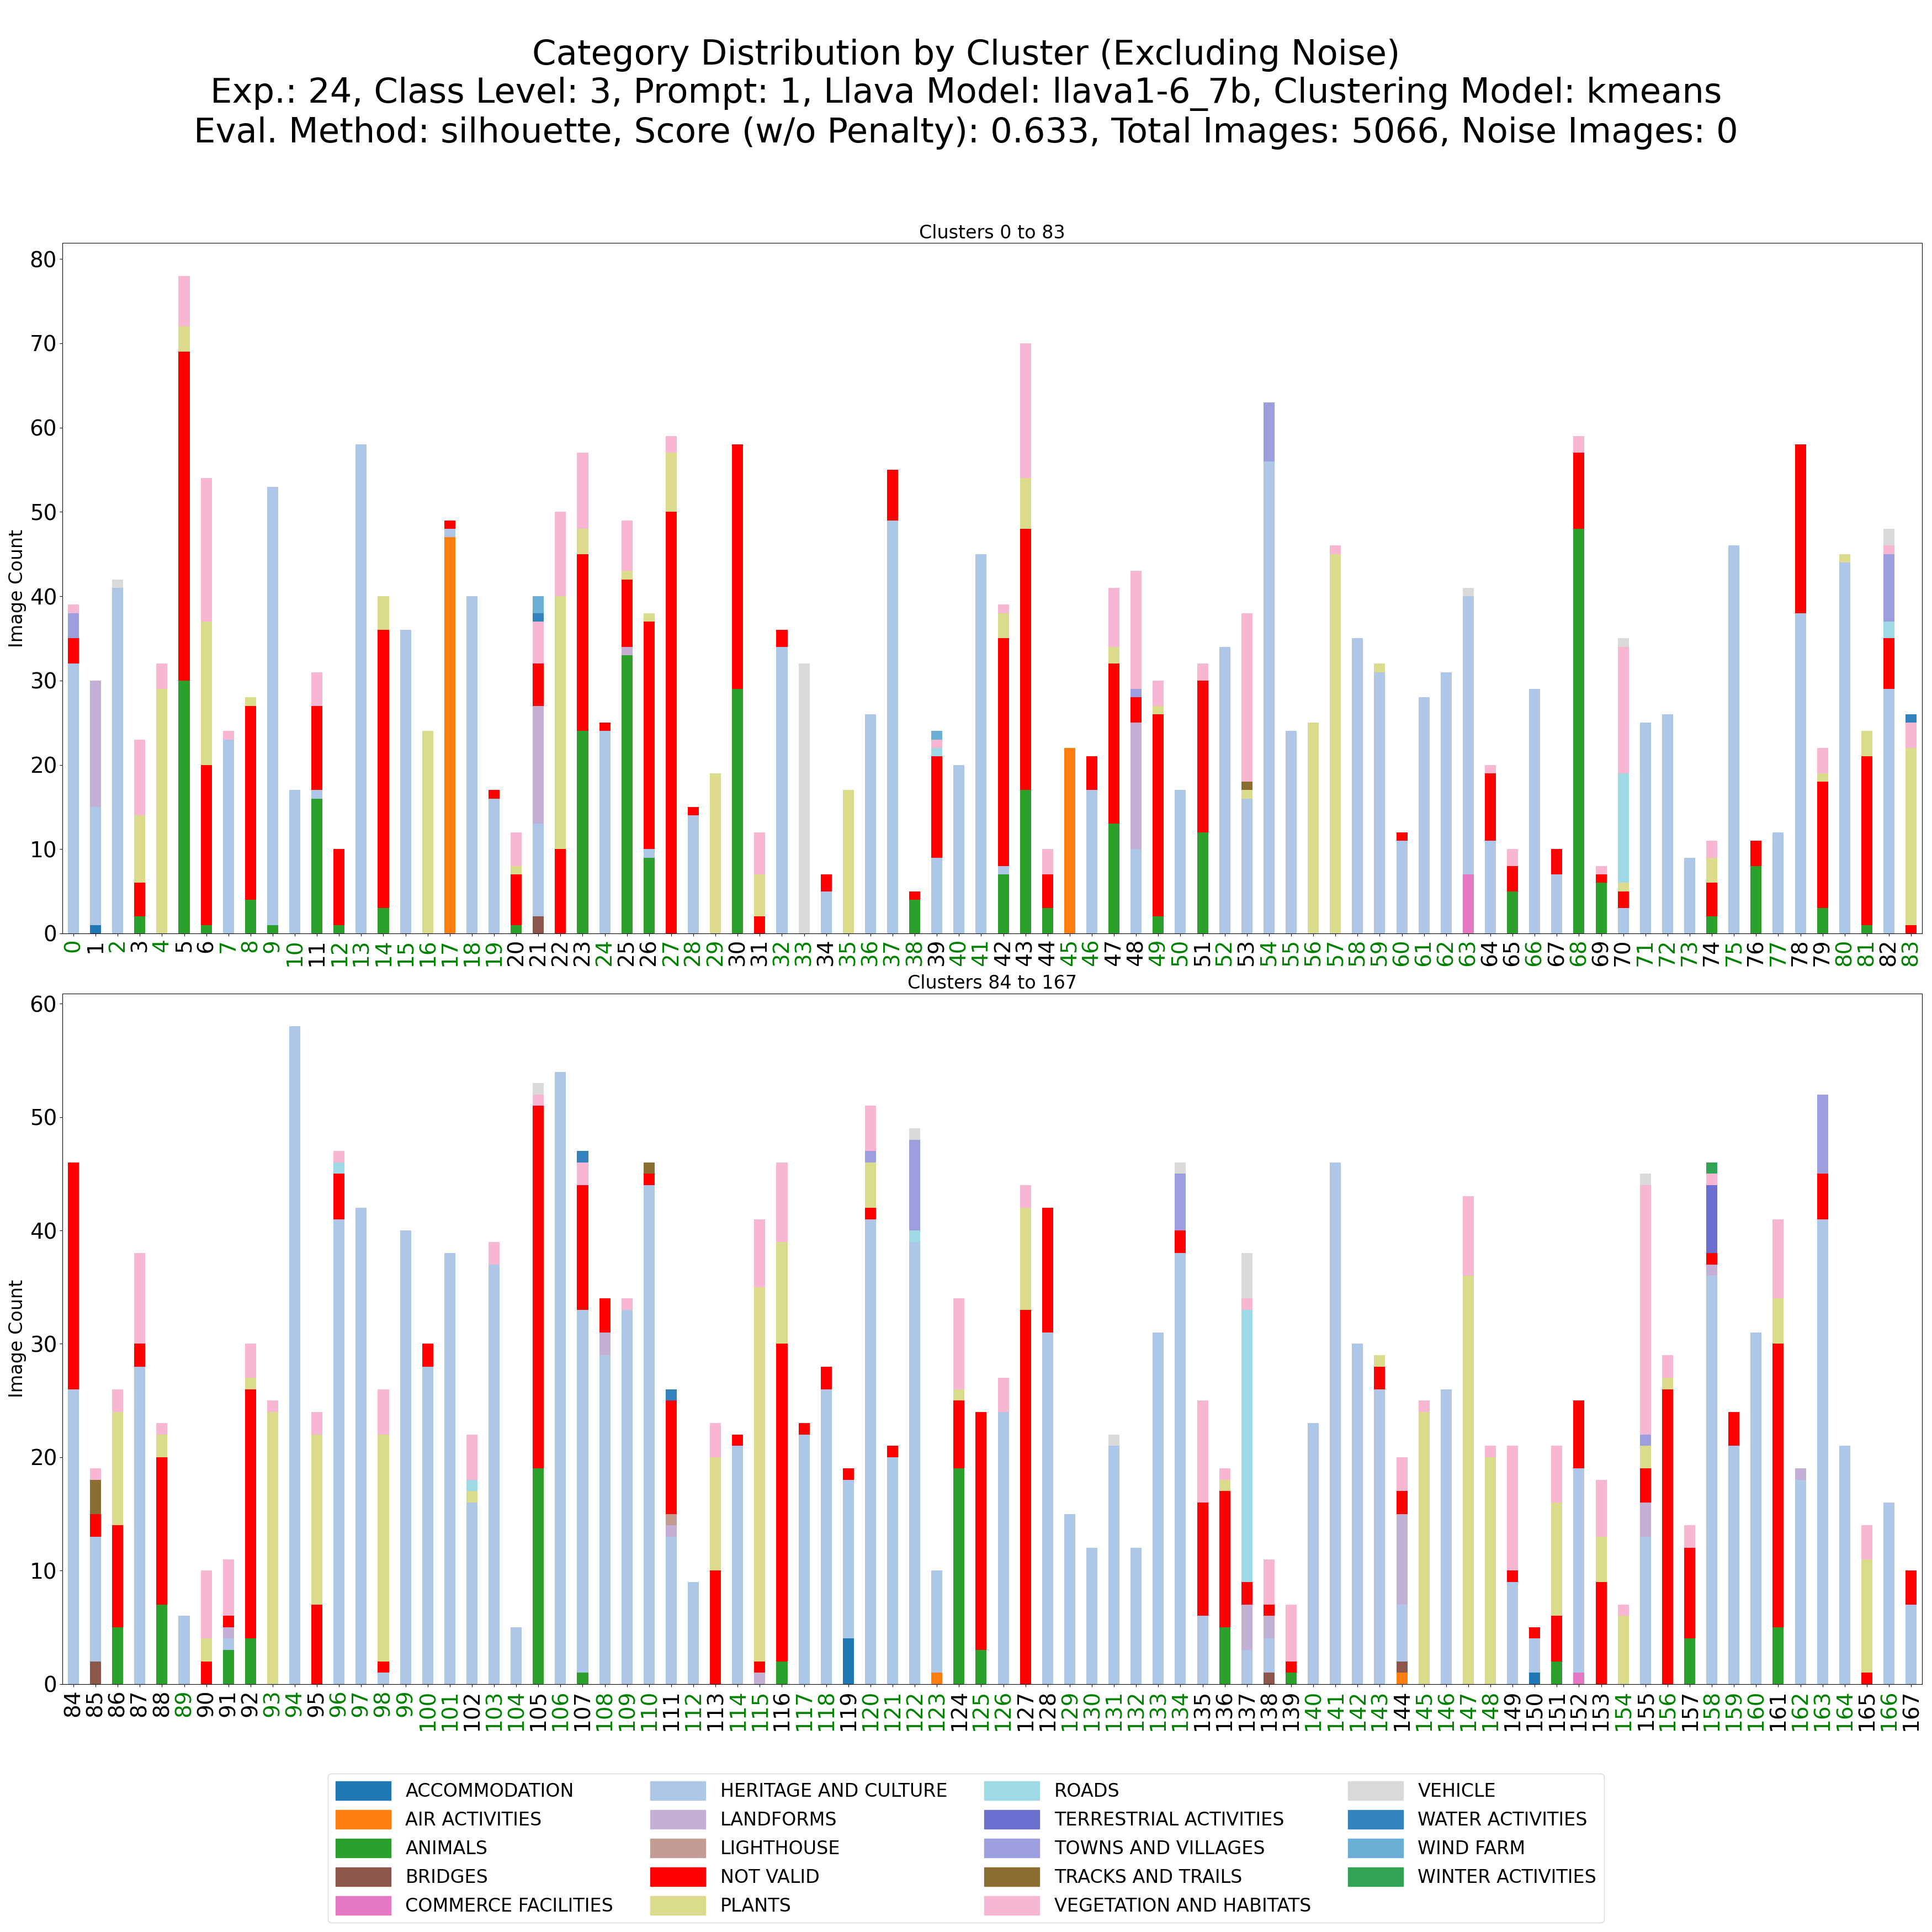 Category Distribution by Cluster (Excluding Noise)
Exp.: 24, Class Level: 3, Prompt: 1, Llava Model: llava1-6_7b, Clustering Model: kmeans
Eval. Method: silhouette, Score (w/o Penalty): 0.633, Total Images: 5066, Noise Images: 0
Clusters 0 to 83
Image Count
80
70
60
50
40
30
20
10
0
0 1 2 3 4 5 6 7 8 9 10 11 12 13 14 15 16 17 18 19 20 21 22 23 24 25 26 27 28 29 30 31 32 33 34 35 36 37 38 39 40 41 42 43 44 45 46 47 48 49 50 51 52 53 54 55 56 57 58 59 60 61 62 63 64 65 66 67 68 69 70 71 72 73 74 75 76 77 78 79 80 81 82 83
Clusters 84 to 167
Image Count
60
50
40
30
20
10
0
84 85 86 87 88 89 90 91 92 93 94 95 96 97 98 99 100 101 102 103 104 105 106 107 108 109 110 111 112 113 114 115 116 117 118 119 120 121 122 123 124 125 126 127 128 129 130 131 132 133 134 135 136 137 138 139 140 141 142 143 144 145 146 147 148 149 150 151 152 153 154 155 156 157 158 159 160 161 162 163 164 165 166 167
ACCOMMODATION
AIR ACTIVITIES
ANIMALS
BRIDGES
COMMERCE FACILITIES
HERITAGE AND CULTURE
LANDFORMS
LIGHTHOUSE
NOT VALID
PLANTS
ROADS
TERRESTRIAL ACTIVITIES
TOWNS AND VILLAGES
TRACKS AND TRAILS
VEGETATION AND HABITATS
VEHICLE
WATER ACTIVITIES
WIND FARM
WINTER ACTIVITIES